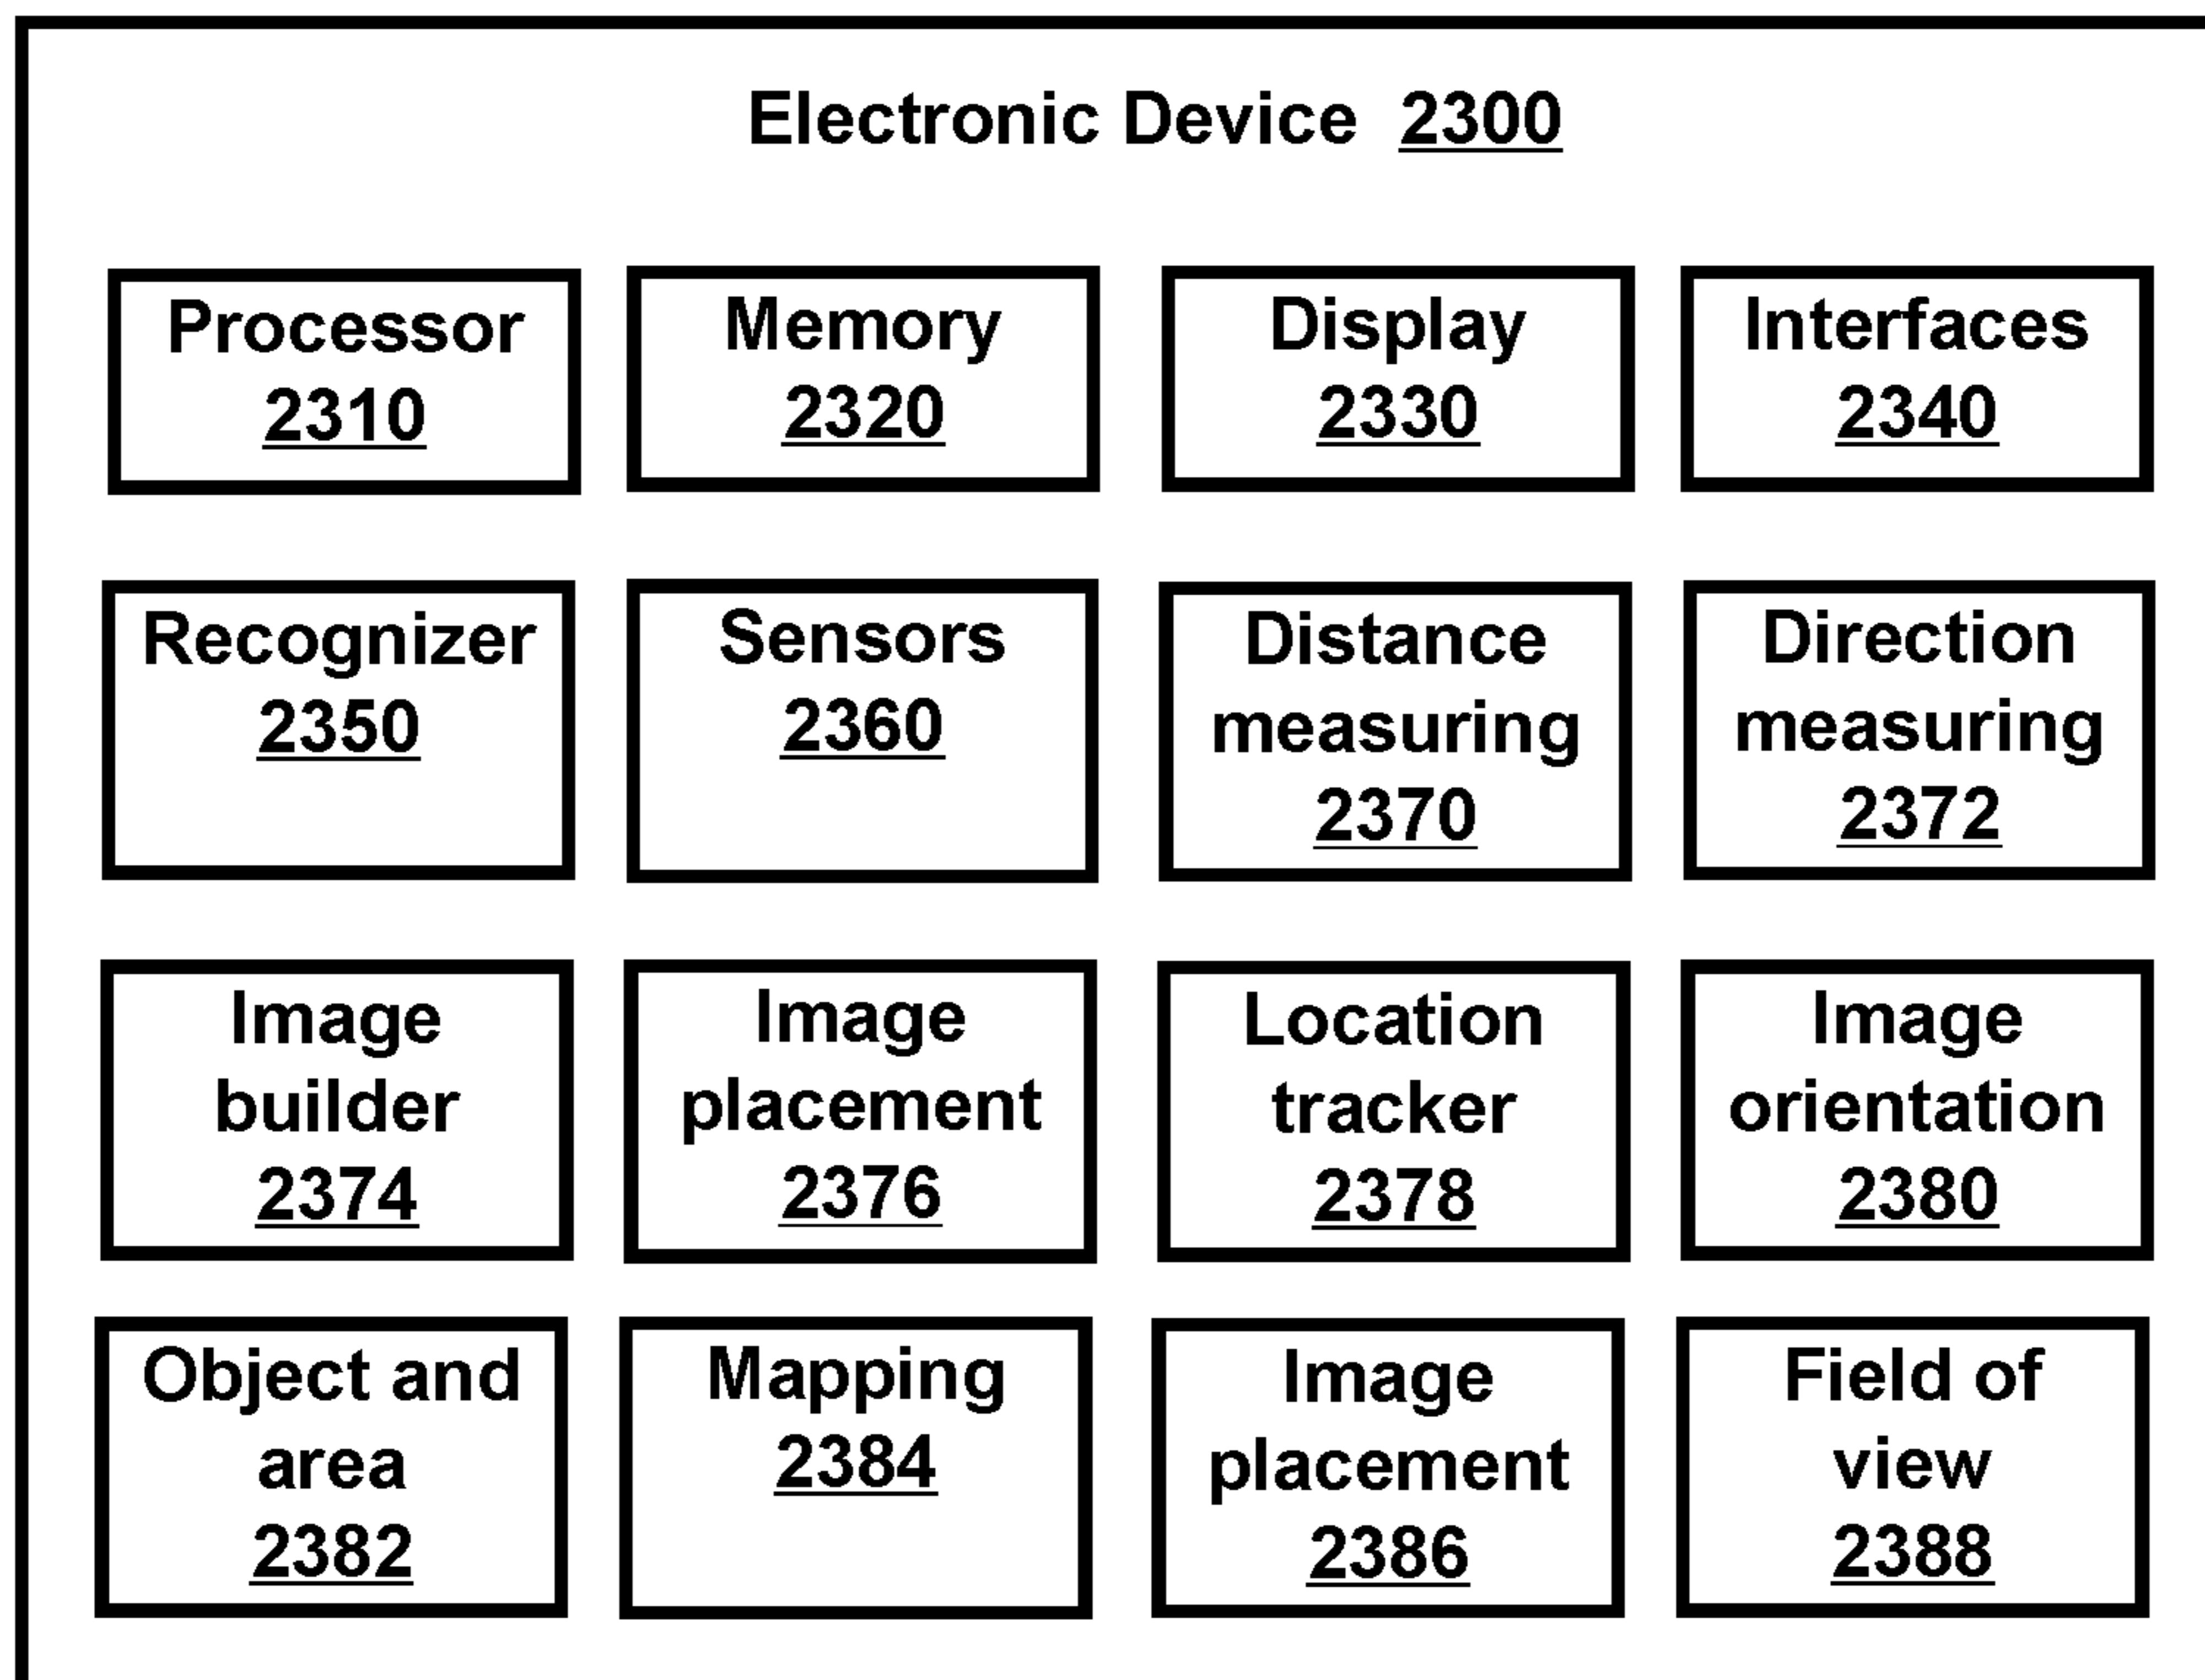 Electronic Device 2300
Processor
2310
Memory
2320
Display
2330
Interfaces
2340
Recognizer
2350
Sensors
2360
Distance
measuring
2370
Direction
measuring
2372
Image
builder
2374
Image
placement
2376
Location
tracker
2378
Image
orientation
2380
Object and
area
2382
Mapping
2384
Image
placement
2386
Field of
view
2388